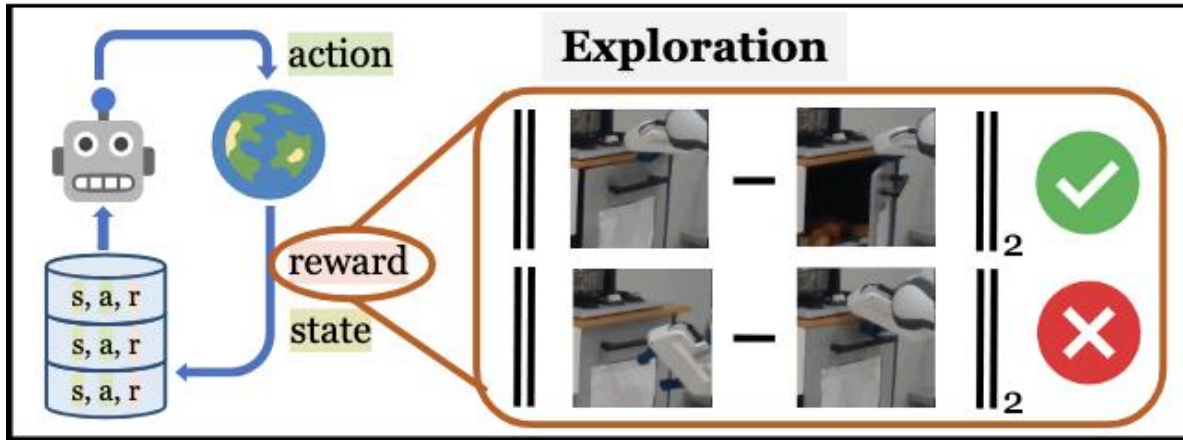 Exploration
action
reward
state
s, a, r
s, a, r
s, a, r
2
2